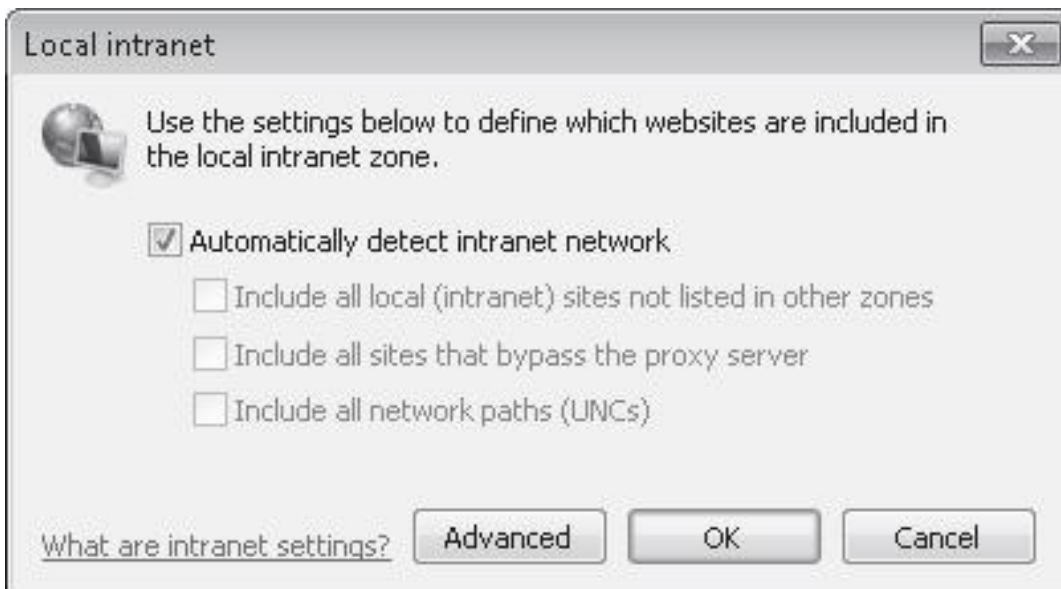 Local intranet
Use the settings below to define which websites are included in
the local intranet zone.
Automatically detect intranet network
Include all local (intranet) sites not listed in other zones
Include all sites that bypass the proxy server
Include all network paths (UNCs)
What are intranet settings? Advanced OK Cancel